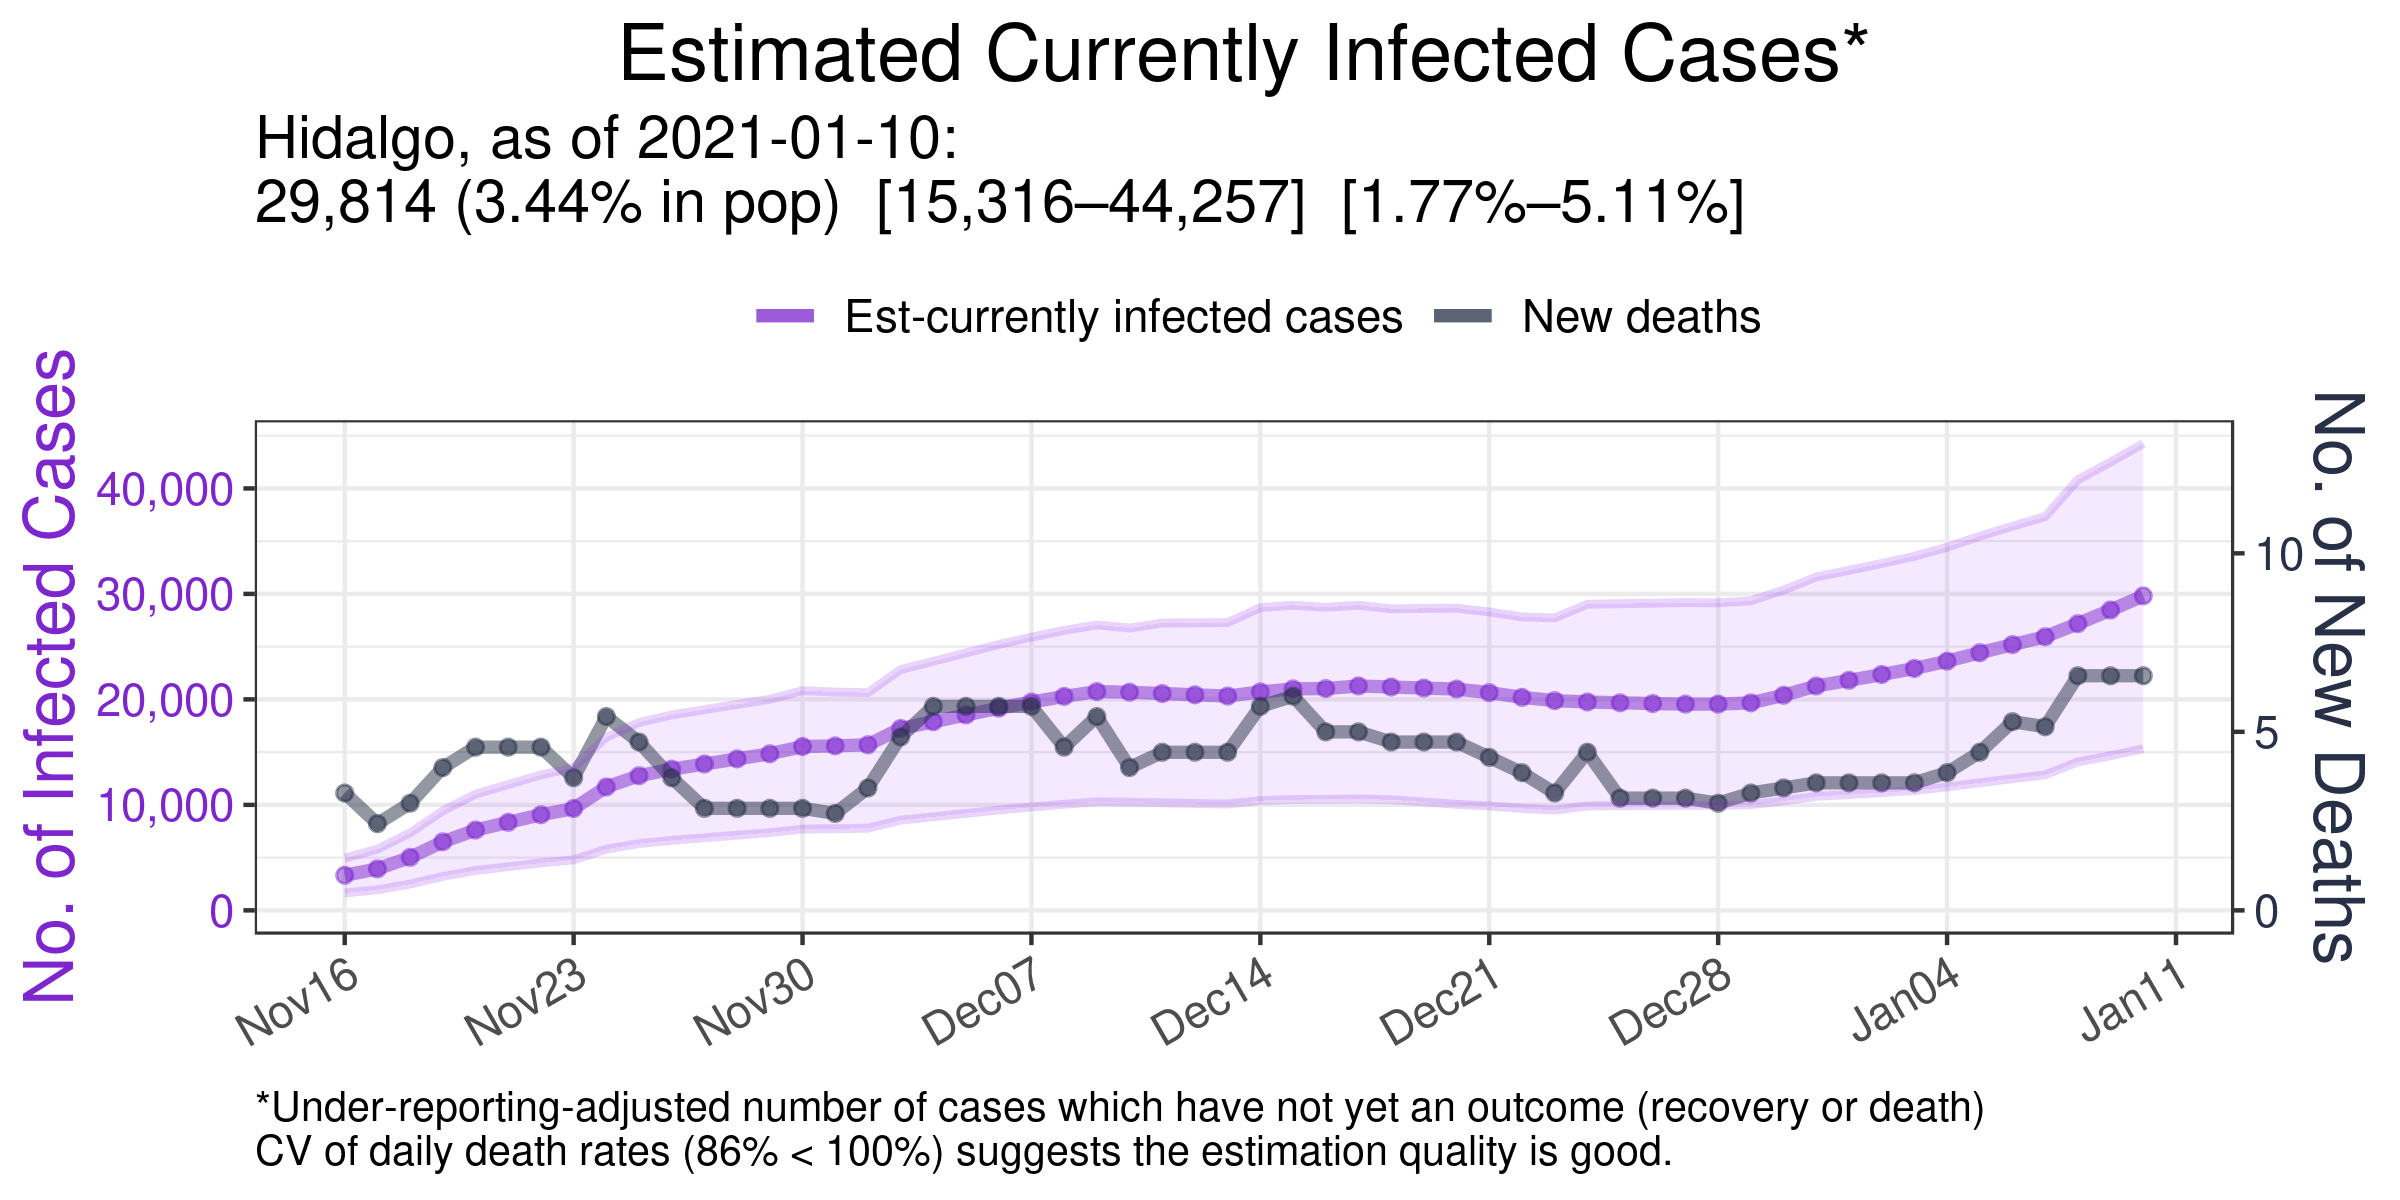 Estimated Currently Infected Cases*
Hidalgo, as of 2021-01-10:
29,814 (3.44% in pop)  [15,316–44,257]  [1.77%–5.11%]
Est-currently infected cases
New deaths
No. of Infected Cases
40,000
30,000
20,000
10,000
0
No. of New Deaths
10
5
0
Nov16
Nov23
Nov30
Dec07
Dec14
Dec21
Dec28
Jan04
Jan11
*Under-reporting-adjusted number of cases which have not yet an outcome (recovery or death)
CV of daily death rates (86% < 100%) suggests the estimation quality is good.